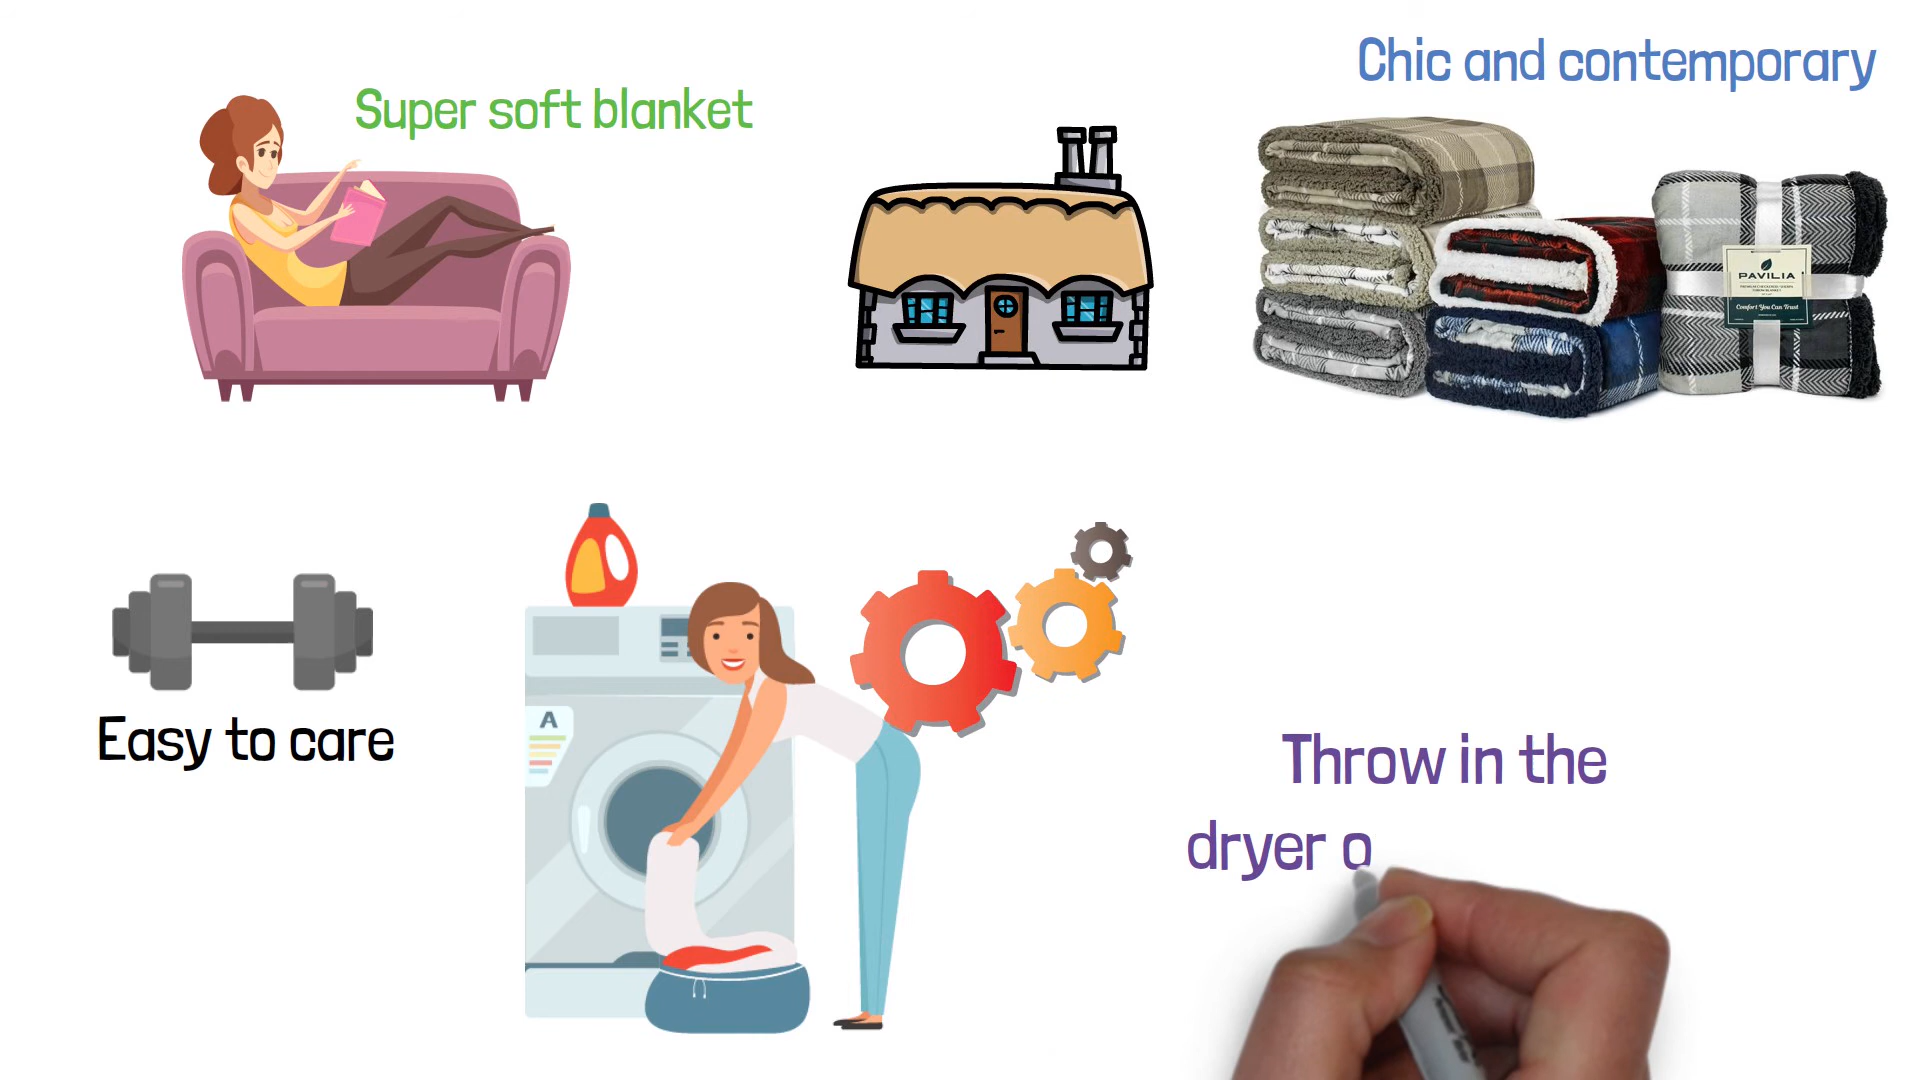 Chic and contemporary
Super soft blanket
PAVILIA
Comfort You Can Trust
A
Easy to care
Throw in the
dryer o